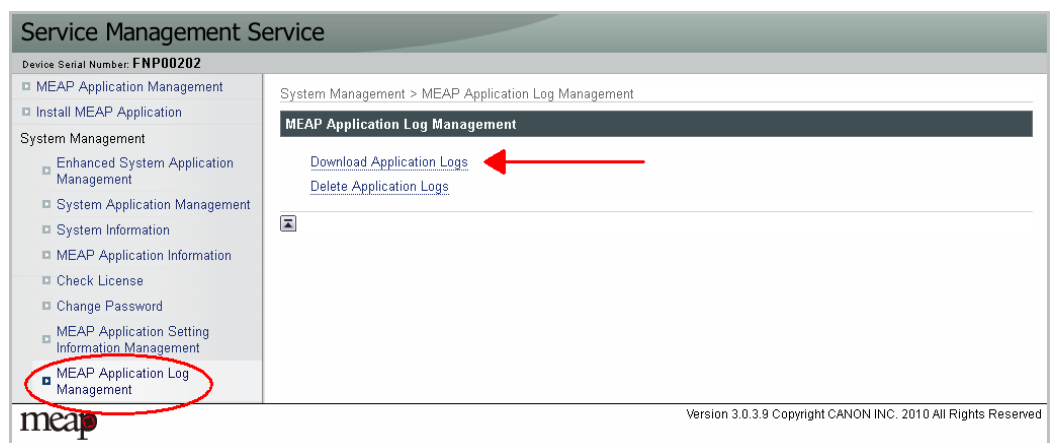 Service Management Service
Device Serial Number: FNP00202
MEAP Application Management
Install MEAP Application
System Management
Enhanced System Application
Management
System Application Management
System Information
MEAP Application Information
Check License
Change Password
MEAP Application Setting
Information Management
MEAP Application Log
Management
System Management > MEAP Application Log Management
MEAP Application Log Management
Download Application Logs
Delete Application Logs
meap
Version 3.0.3.9 Copyright CANON INC. 2010 All Rights Reserved